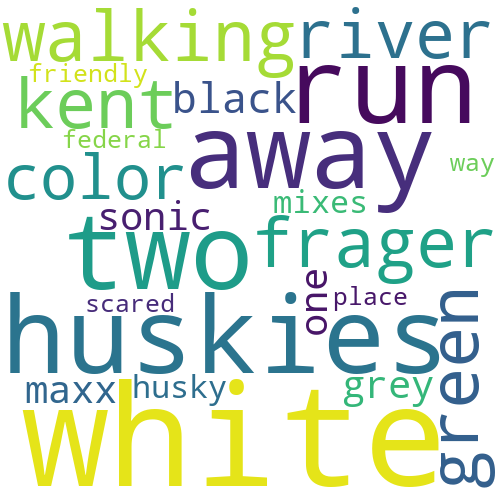 walking river
friendly
run
kent
black
away
federal
way
color
mixes
sonic
two
frager
huskies
scared
one
place
green
maxx
husky
grey
white